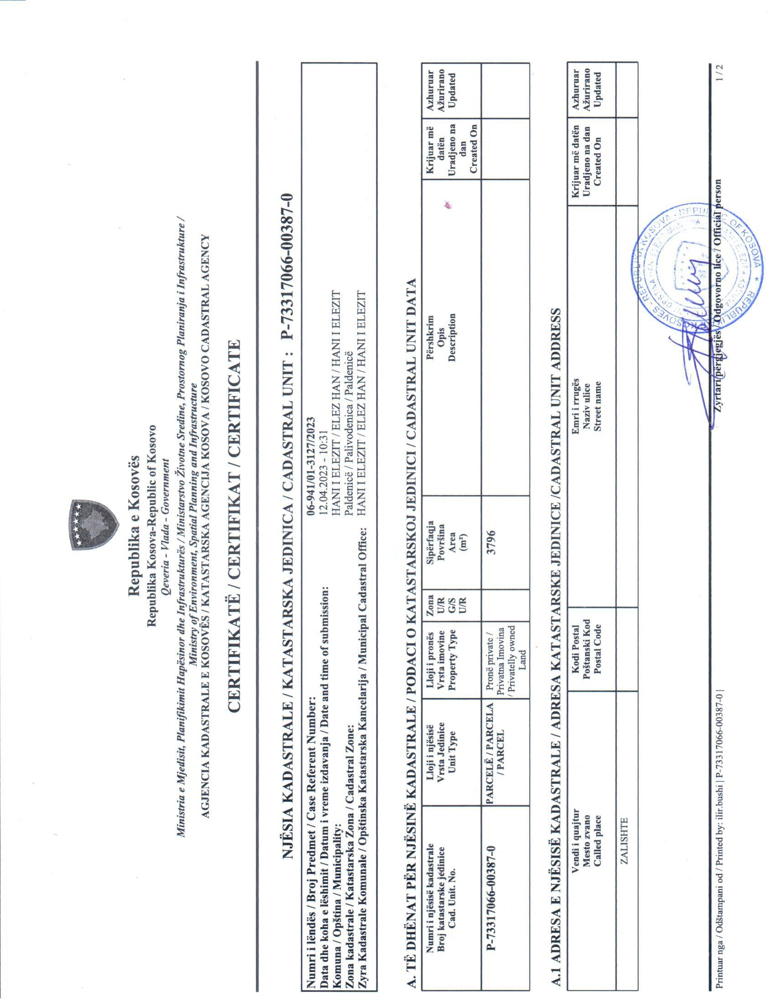 Republika e Kosovës
Republika Kosova-Republic of Kosovo
Qeveria - Vlada - Government
Ministria e Mjedisit, Planifikimit Hapësinor dhe Infrastrukturës / Ministarstvo Životne Sredine, Prostornog Planiranja i Infrastrukture /
Ministry of Environment, Spatial Planning and Infrastructure
AGJENCIA KADASTRALE E KOSOVËS / KATASTARSKA AGENCIJA KOSOVA / KOSOVO CADASTRAL AGENCY
CERTIFIKATË / CERTIFIKAT / CERTIFICATE
NJËSIA KADASTRALE / KATASTARSKA JEDINICA / CADASTRAL UNIT : P-73317066-00387-0
Numri i lëndës / Broj Predmet / Case Referent Number: 06-941/01-3127/2023
Data dhe koha e lëshimit / Datum i vreme izdavanja / Date and time of submission: 12.04.2023 - 10:31
Komuna / Opština / Municipality: HANI I ELEZIT / ELEZ HAN / HANI I ELEZIT
Zona kadastrale / Katastarska Zona / Cadastral Zone: Paldenicë / Palivodenica / Paldenicë
Zyra Kadastrale Komunale / Opštinska Katastarska Kancelarija / Municipal Cadastral Office: HANI I ELEZIT / ELEZ HAN / HANI I ELEZIT
A. TË DHËNAT PËR NJËSINË KADASTRALE / PODACI O KATASTARSKOJ JEDINICI / CADASTRAL UNIT DATA
Numri i njësisë kadastrale
Broj katastarske jedinice
Cad. Unit. No.
Lloji i njësisë
Vrsta Jedinice
Unit Type
Lloji i pronës
Vrsta imovine
Property Type
Zona
U/R
G/S
U/R
Sipërfaqja
Površina
Area
(m²)
Përshkrim
Opis
Description
Krijuar më
datën
Uradjeno na
dan
Created On
Azhuruar
Ažurirano
Updated
P-73317066-00387-0
PARCELË / PARCELA
/ PARCEL
Pronë private /
Privatna Imovina
/ Privatelly owned
Land
3796
A.1 ADRESA E NJËSISË KADASTRALE / ADRESA KATASTARSKE JEDINICE /CADASTRAL UNIT ADDRESS
Vendi i quajtur
Mesto zvano
Called place
Kodi Postal
Poštanski Kod
Postal Code
Emri i rrugës
Naziv ulice
Street name
Krijuar më datën
Uradjeno na dan
Created On
Azhuruar
Ažurirano
Updated
ZALISHTE
REPUBLIKA KOSOVA - REPUBLIC OF KOSOVA * REPUBLIKA E KOSOVËS
Zyrtari përgjegjës / Odgovorno lice / Official person
Printuar nga / Odštampani od / Printed by: ilir.bushi | P-73317066-00387-0 |
1 / 2